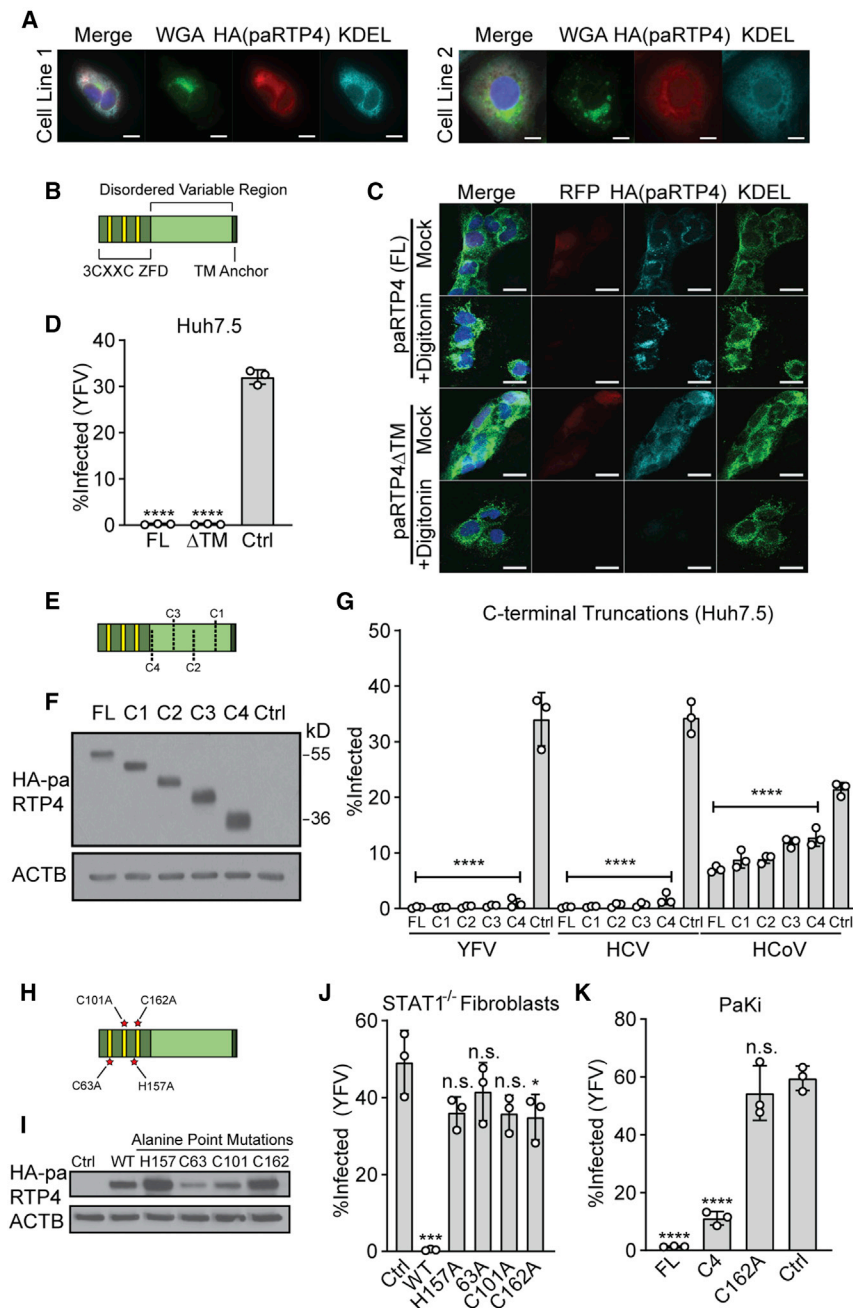 A
Merge WGA HA(paRTP4) KDEL
Cell Line 1
Merge WGA HA(paRTP4) KDEL
Cell Line 2
B
Disordered Variable Region
3CXXC ZFD TM Anchor
C
Merge RFP HA(paRTP4) KDEL
paRTP4 (FL)
Mock
+Digitonin
paRTP4ΔTM
Mock
+Digitonin
D
Huh7.5
%Infected (YFV)
40
30
20
10
0
**** ****
FL ΔTM Ctrl
E
C3 C1
C4 C2
F
FL C1 C2 C3 C4 Ctrl
kD
HA-pa
RTP4
-55
-36
ACTB
G
C-terminal Truncations (Huh7.5)
%Infected
50
40
30
20
10
0
**** **** ****
FL C1 C2 C3 C4 Ctrl FL C1 C2 C3 C4 Ctrl FL C1 C2 C3 C4 Ctrl
YFV HCV HCoV
H
C101A C162A
C63A H157A
I
Alanine Point Mutations
Ctrl WT H157 C63 C101 C162
HA-pa
RTP4
ACTB
J
STAT1-/- Fibroblasts
%Infected (YFV)
60
40
20
0
*** n.s. n.s. n.s. *
Ctrl WT H157A 63A C101A C162A
K
PaKi
%Infected (YFV)
80
60
40
20
0
**** **** n.s.
FL C4 C162A Ctrl